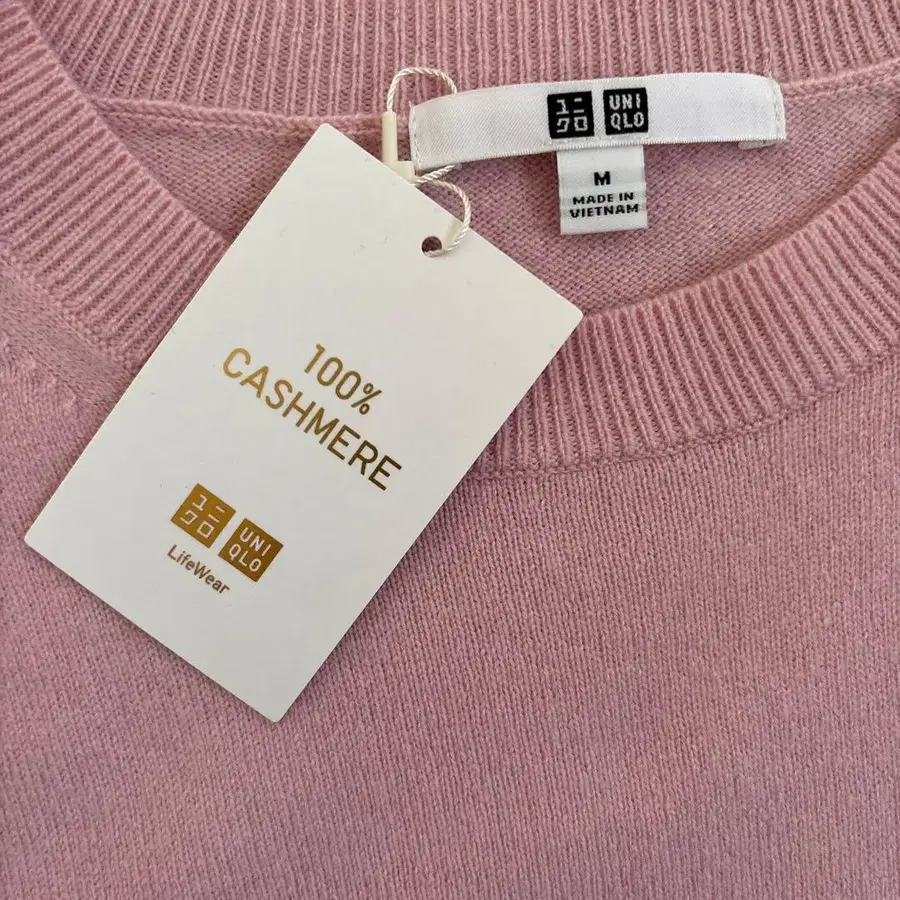 ユニ
クロ
UNI
QLO
M
MADE IN
VIETNAM
100%
CASHMERE
ユニ
クロ
UNI
QLO
LifeWear